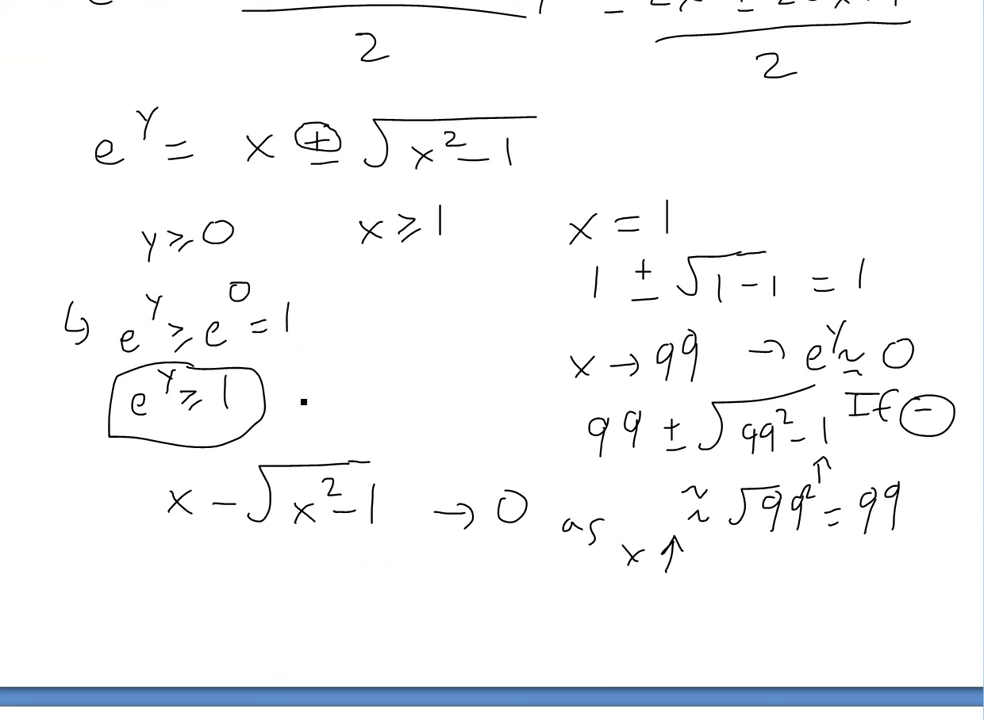 2
2
e^y = x ± √(x² - 1)
y ≥ 0 x ≥ 1
↳ e^y ≥ e^0 = 1
e^y ≥ 1
x - √(x² - 1) → 0 as x ↑
x = 1
1 ± √(1 - 1) = 1
x → 99 → e^y ≈ 0
If -
99 ± √(99² - 1)
↑
≈ √99² = 99